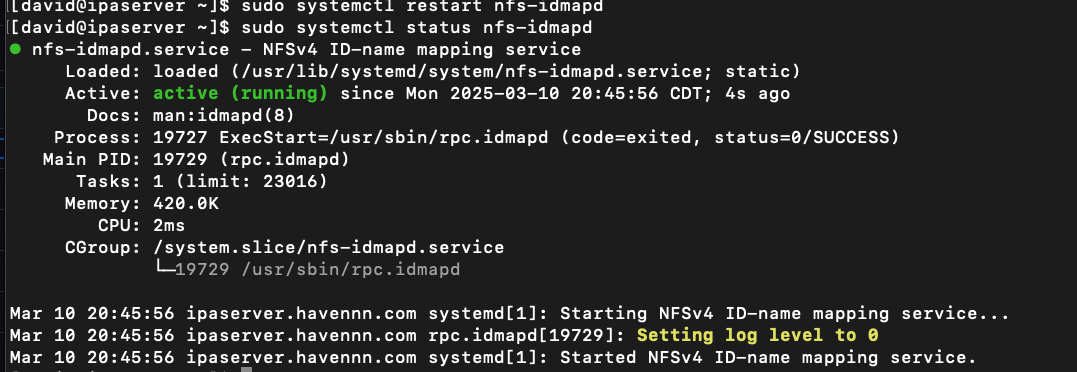 [[david@ipaserver ~]$ sudo systemctl restart nfs-idmapd
[[david@ipaserver ~]$ sudo systemctl status nfs-idmapd
● nfs-idmapd.service - NFSv4 ID-name mapping service
Loaded: loaded (/usr/lib/systemd/system/nfs-idmapd.service; static)
Active: active (running) since Mon 2025-03-10 20:45:56 CDT; 4s ago
Docs: man:idmapd(8)
Process: 19727 ExecStart=/usr/sbin/rpc.idmapd (code=exited, status=0/SUCCESS)
Main PID: 19729 (rpc.idmapd)
Tasks: 1 (limit: 23016)
Memory: 420.0K
CPU: 2ms
CGroup: /system.slice/nfs-idmapd.service
└─19729 /usr/sbin/rpc.idmapd
Mar 10 20:45:56 ipaserver.havennn.com systemd[1]: Starting NFSv4 ID-name mapping service...
Mar 10 20:45:56 ipaserver.havennn.com rpc.idmapd[19729]: Setting log level to 0
Mar 10 20:45:56 ipaserver.havennn.com systemd[1]: Started NFSv4 ID-name mapping service.